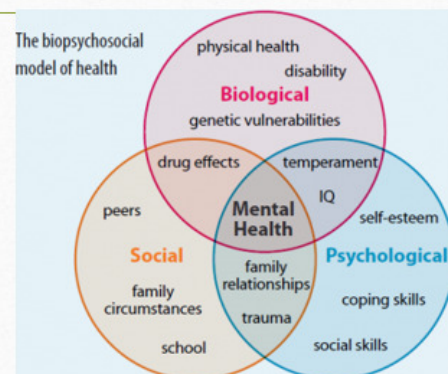 The biopsychosocial
model of health
physical health
disability
Biological
genetic vulnerabilities
drug effects
temperament
IQ
peers
Mental
Health
self-esteem
Social
family
relationships
Psychological
family
circumstances
coping skills
trauma
school
social skills